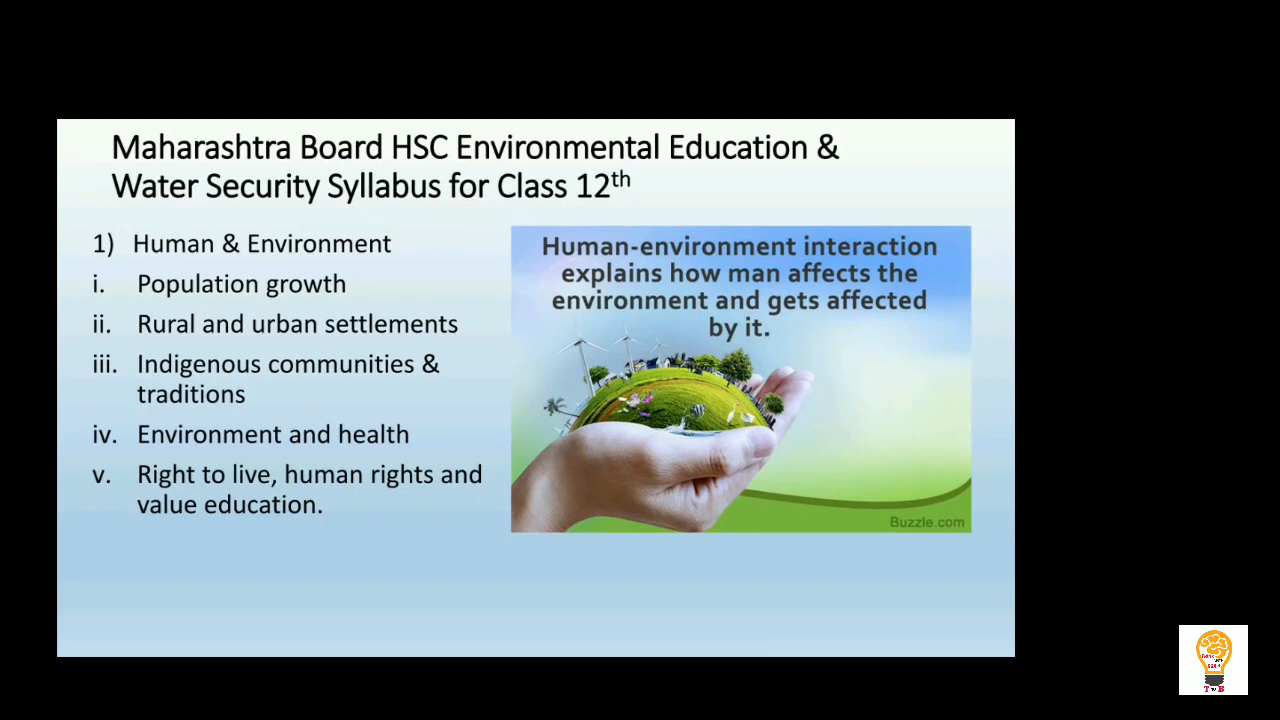 Maharashtra Board HSC Environmental Education &
Water Security Syllabus for Class 12th
1) Human & Environment
i. Population growth
ii. Rural and urban settlements
iii. Indigenous communities &
traditions
iv. Environment and health
v. Right to live, human rights and
value education.
Human-environment interaction
explains how man affects the
environment and gets affected
by it.
Buzzle.com
T B